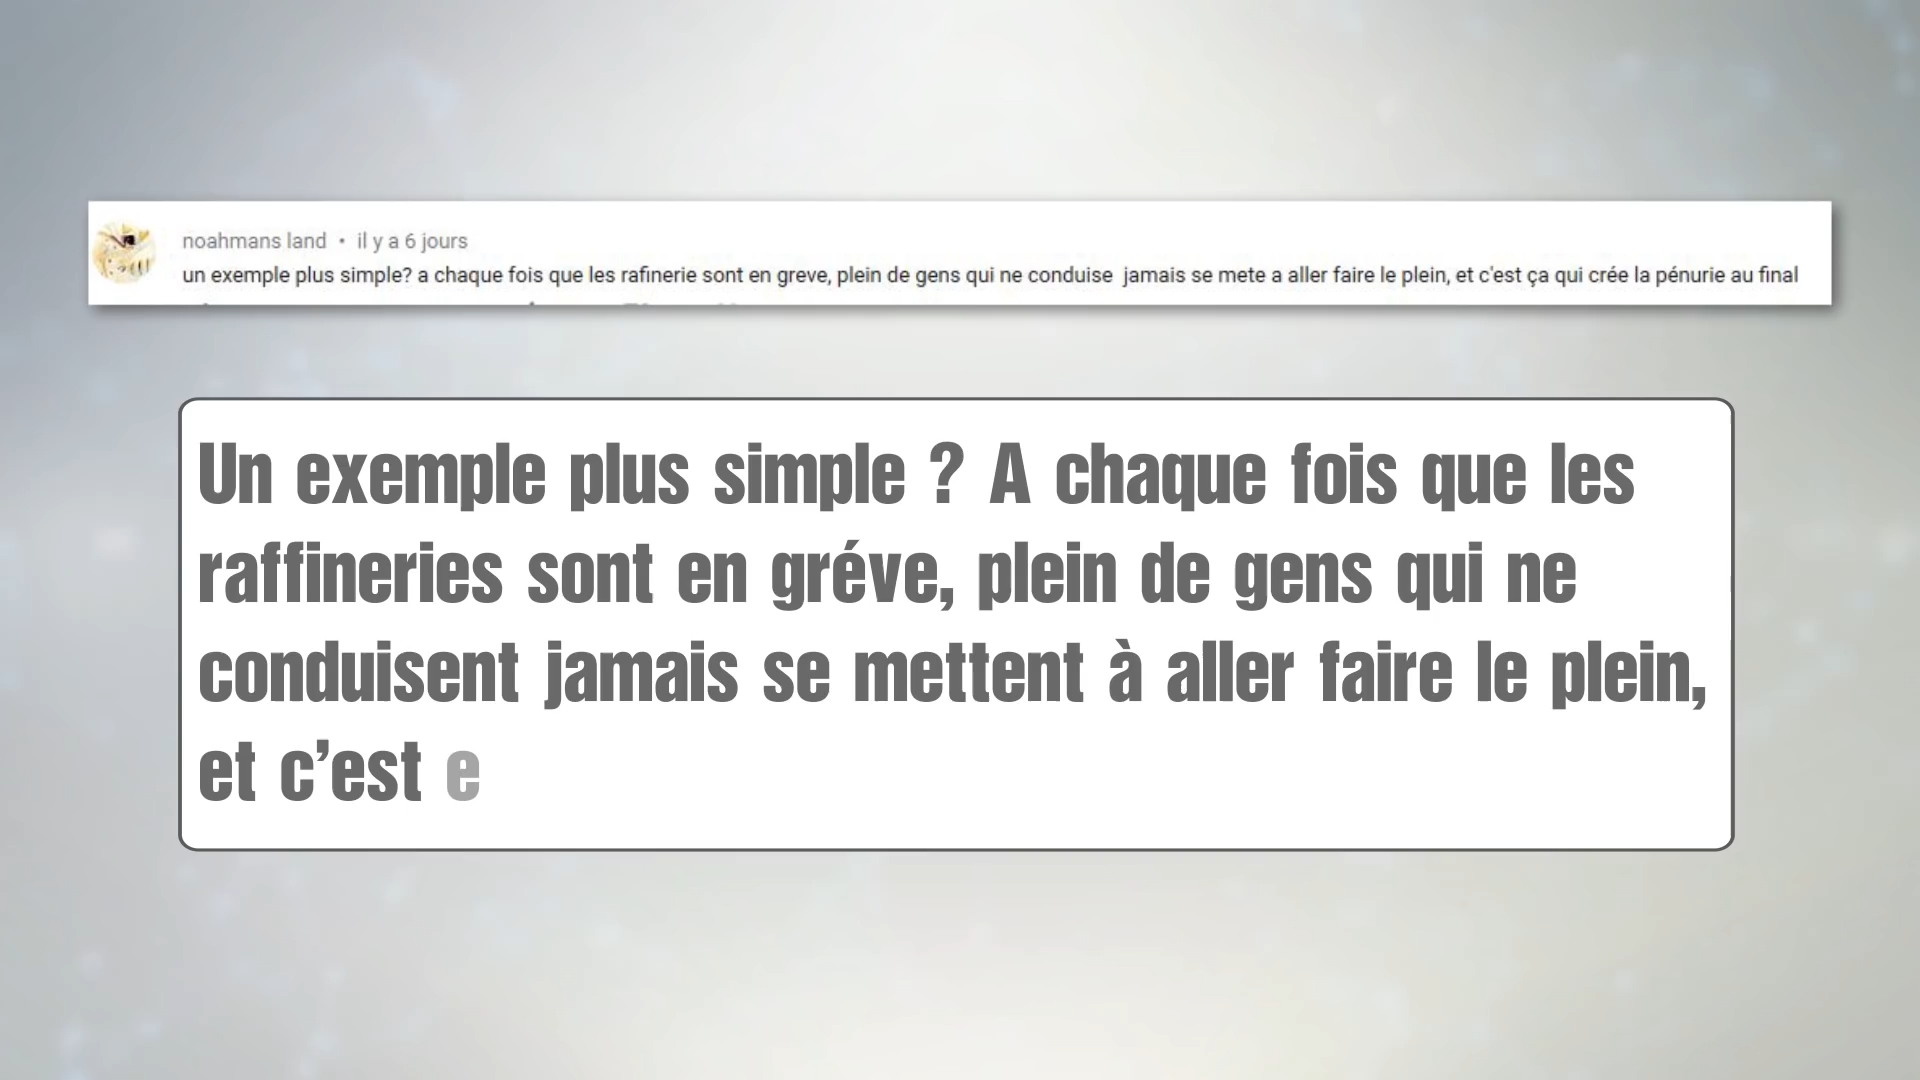 noahmans land • il y a 6 jours
un exemple plus simple? a chaque fois que les rafinerie sont en greve, plein de gens qui ne conduise jamais se mete a aller faire le plein, et c'est ça qui crée la pénurie au final
Un exemple plus simple ? A chaque fois que les
raffineries sont en gréve, plein de gens qui ne
conduisent jamais se mettent à aller faire le plein,
et c’est e